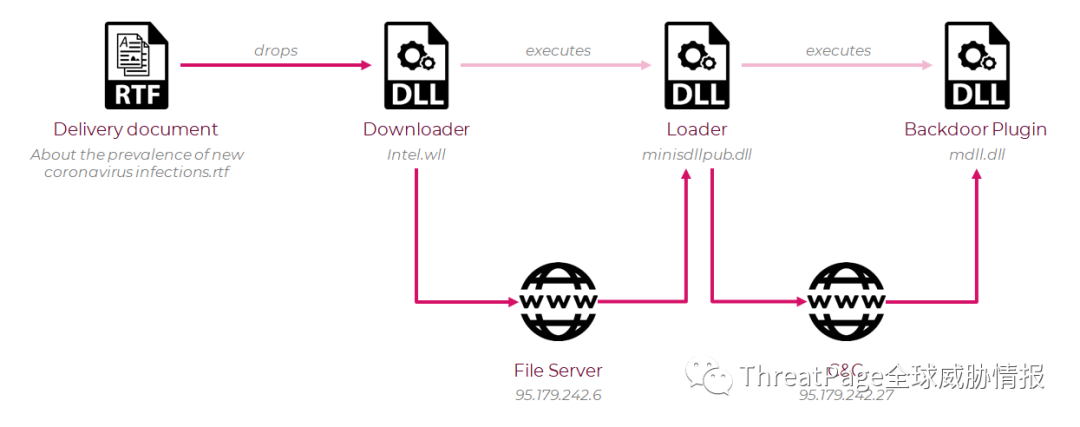 drops
executes
executes
RTF
DLL
DLL
DLL
Delivery document
Downloader
Loader
Backdoor Plugin
About the prevalence of new
coronavirus infections.rtf
Intel.wll
minisdllpub.dll
mdll.dll
www
www
File Server
C&C
ThreatPage全球威胁情报
95.179.242.6
95.179.242.27